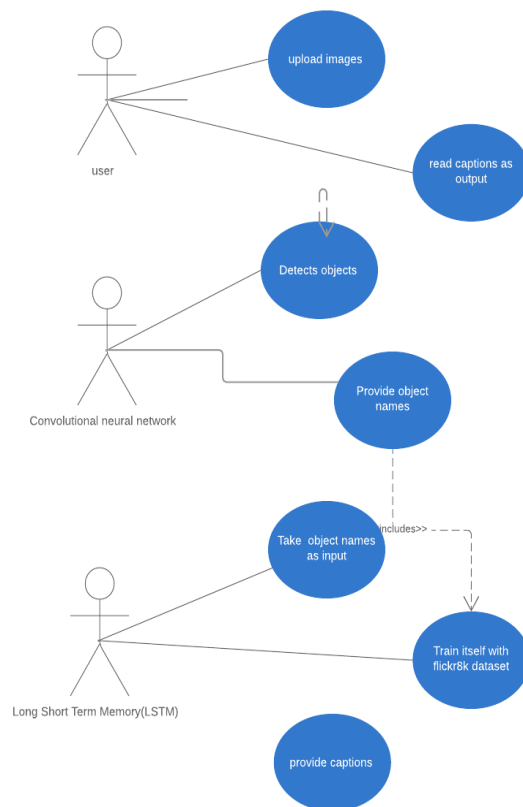 upload images
user
read captions as
output
Detects objects
Convolutional neural network
Provide object
names
includes>>
Take object names
as input
Train itself with
flickr8k dataset
Long Short Term Memory(LSTM)
provide captions